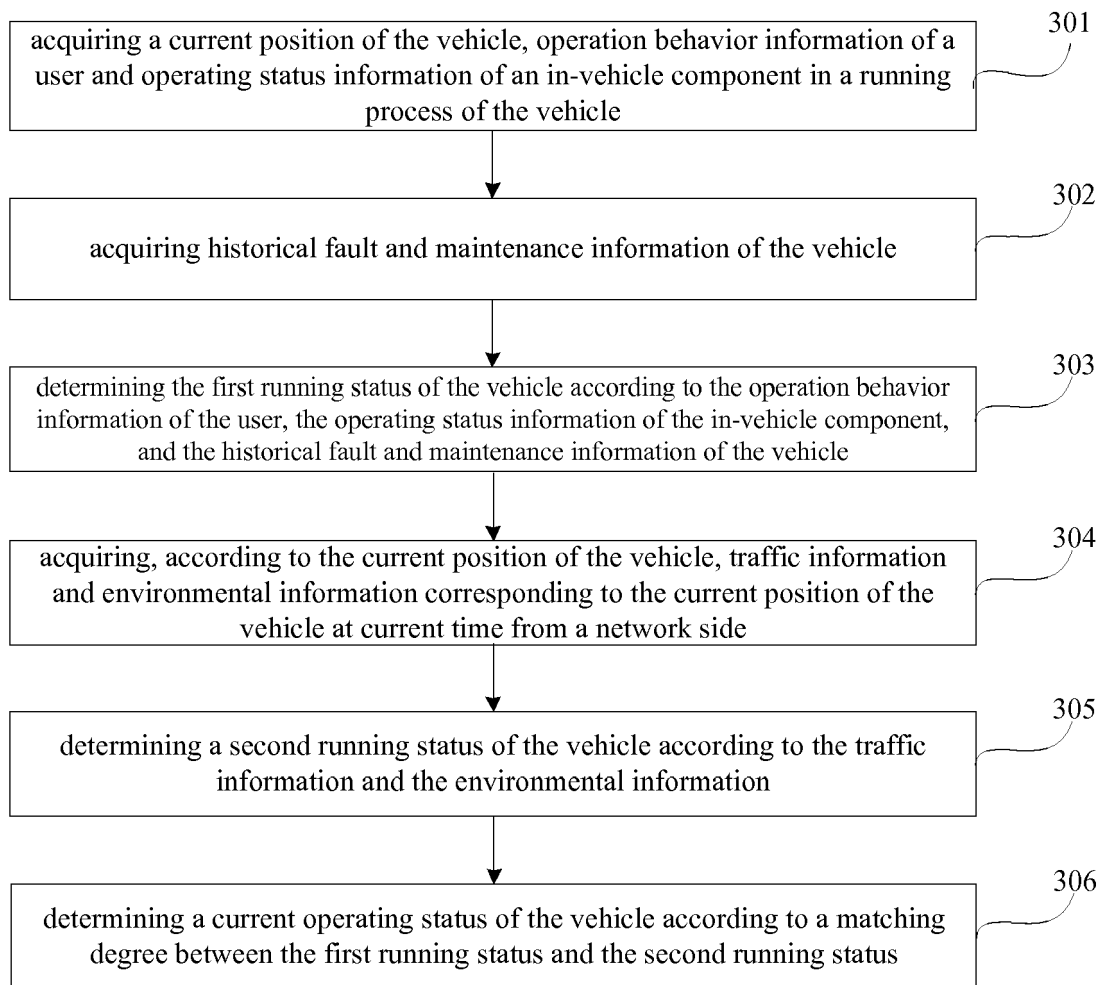 301
acquiring a current position of the vehicle, operation behavior information of
a user and operating status information of an in-vehicle component in a running
process of the vehicle
302
acquiring historical fault and maintenance information of the vehicle
303
determining the first running status of the vehicle according to the operation behavior
information of the user, the operating status information of the in-vehicle component,
and the historical fault and maintenance information of the vehicle
304
acquiring, according to the current position of the vehicle, traffic information
and environmental information corresponding to the current position of the
vehicle at current time from a network side
305
determining a second running status of the vehicle according to the traffic
information and the environmental information
306
determining a current operating status of the vehicle according to a matching
degree between the first running status and the second running status